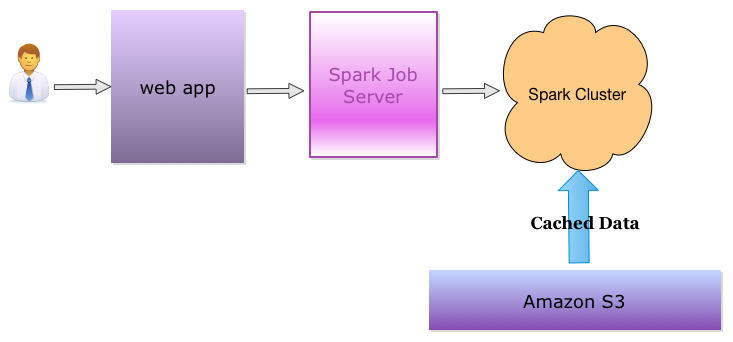 web app
Spark Job
Server
Spark Cluster
Cached Data
Amazon S3